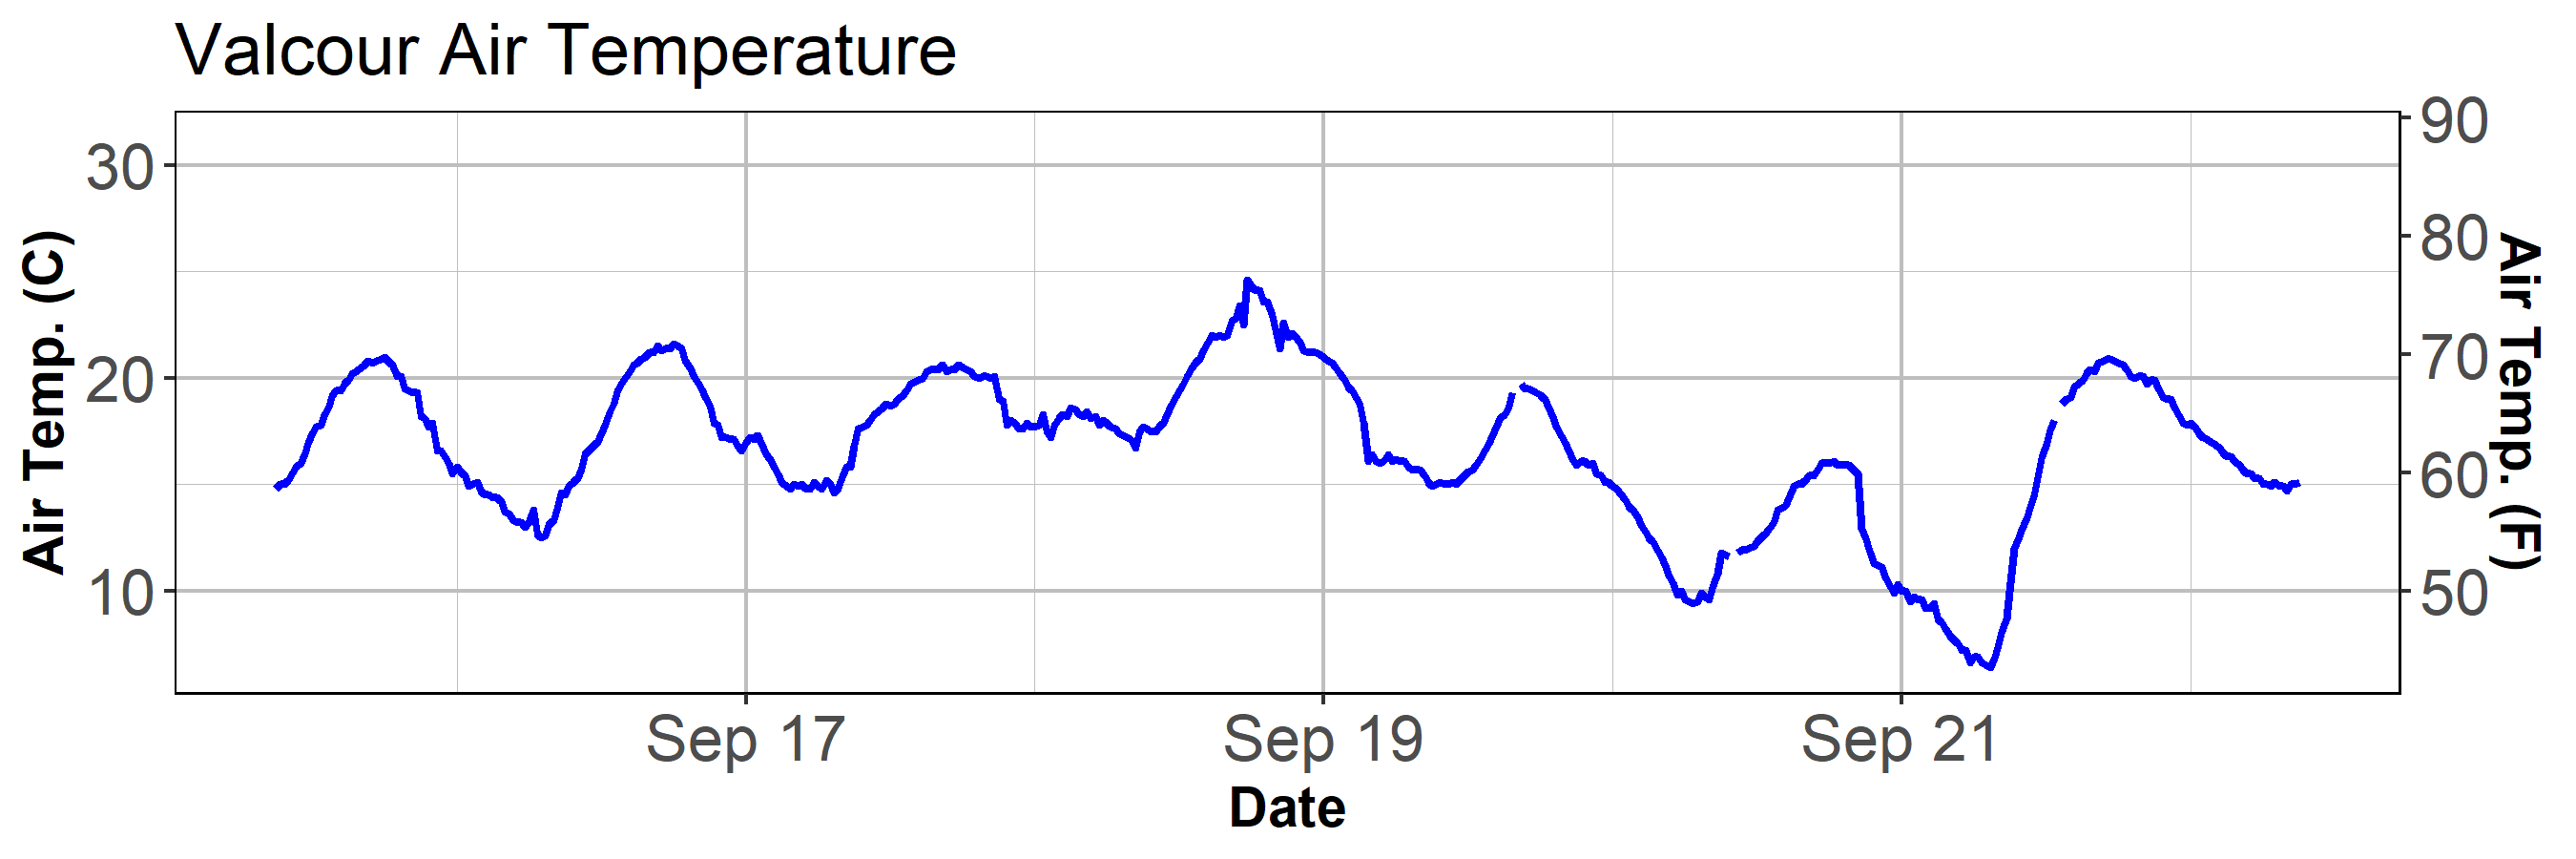 Valcour Air Temperature
Air Temp. (C)
30
20
10
90
80
70
60
50
Air Temp. (F)
Sep 17 Sep 19 Sep 21
Date